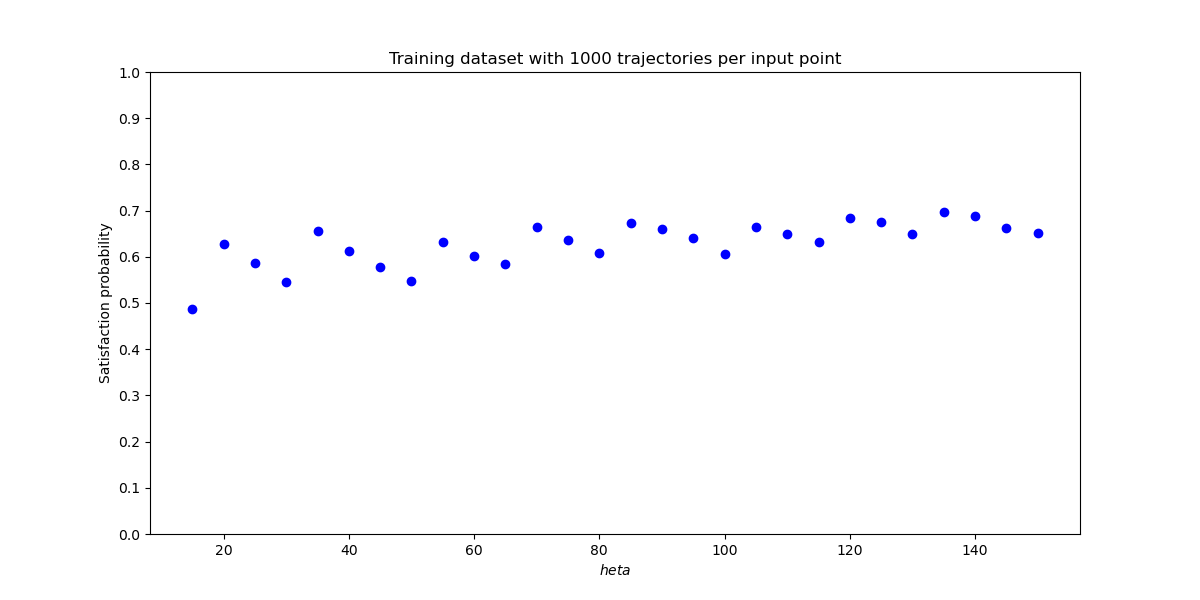 Training dataset with 1000 trajectories per input point
1.0
0.9
0.8
0.7
0.6
0.5
0.4
0.3
0.2
0.1
0.0
Satisfaction probability
20 40 60 80 100 120 140
heta